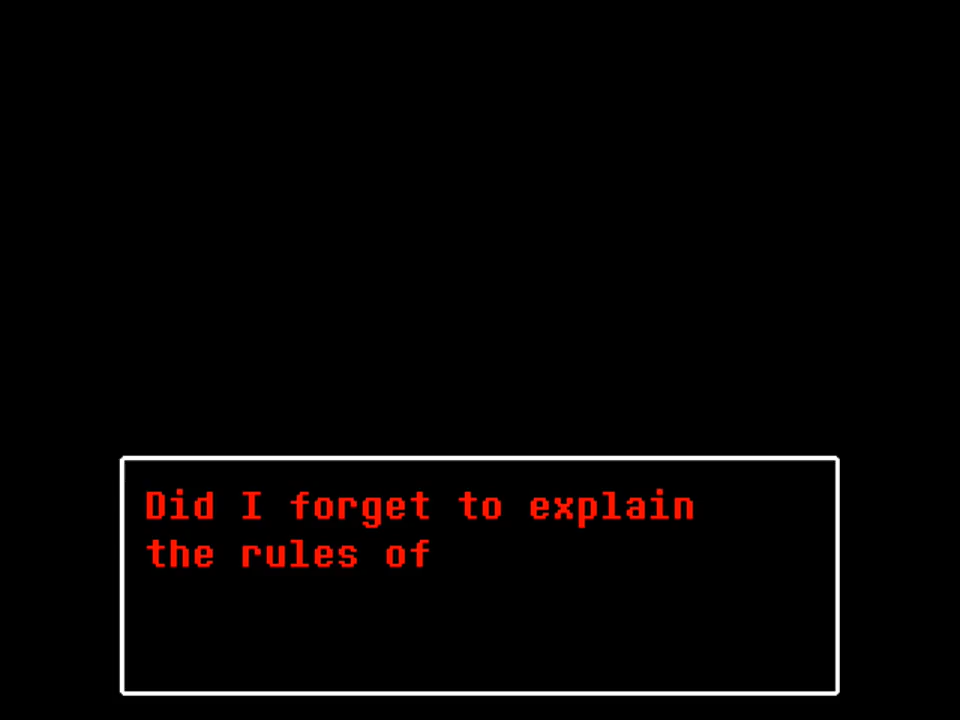 Did I forget to explain
the rules of